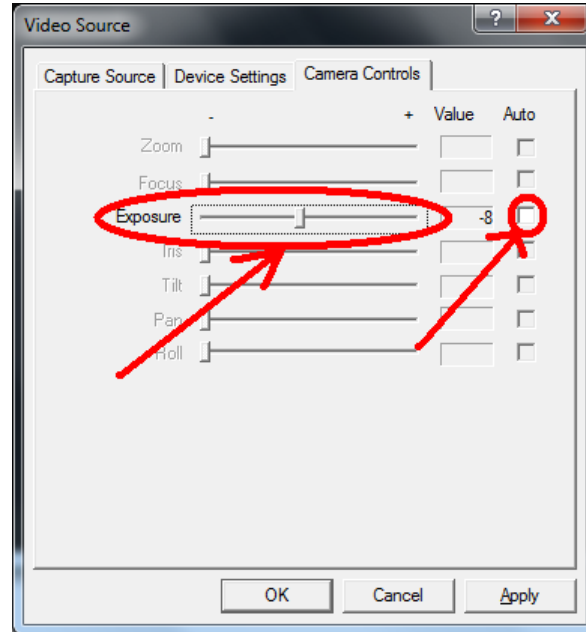 Video Source
?
X
Capture Source Device Settings Camera Controls
- + Value Auto
Zoom
Focus
Exposure -8
Iris
Tilt
Pan
Roll
OK Cancel Apply